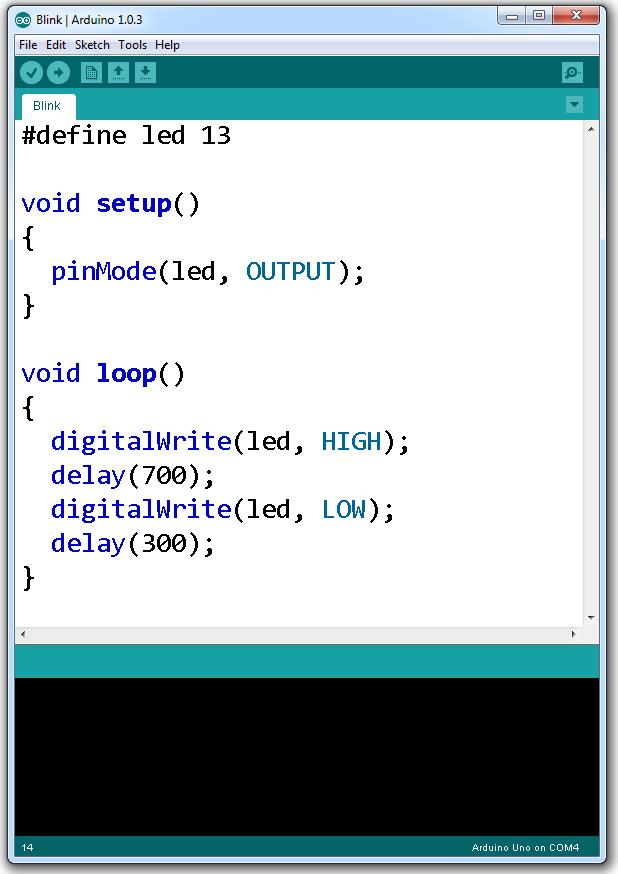 Blink | Arduino 1.0.3
File Edit Sketch Tools Help
Blink
#define led 13
void setup()
{
  pinMode(led, OUTPUT);
}
void loop()
{
  digitalWrite(led, HIGH);
  delay(700);
  digitalWrite(led, LOW);
  delay(300);
}
14 Arduino Uno on COM4